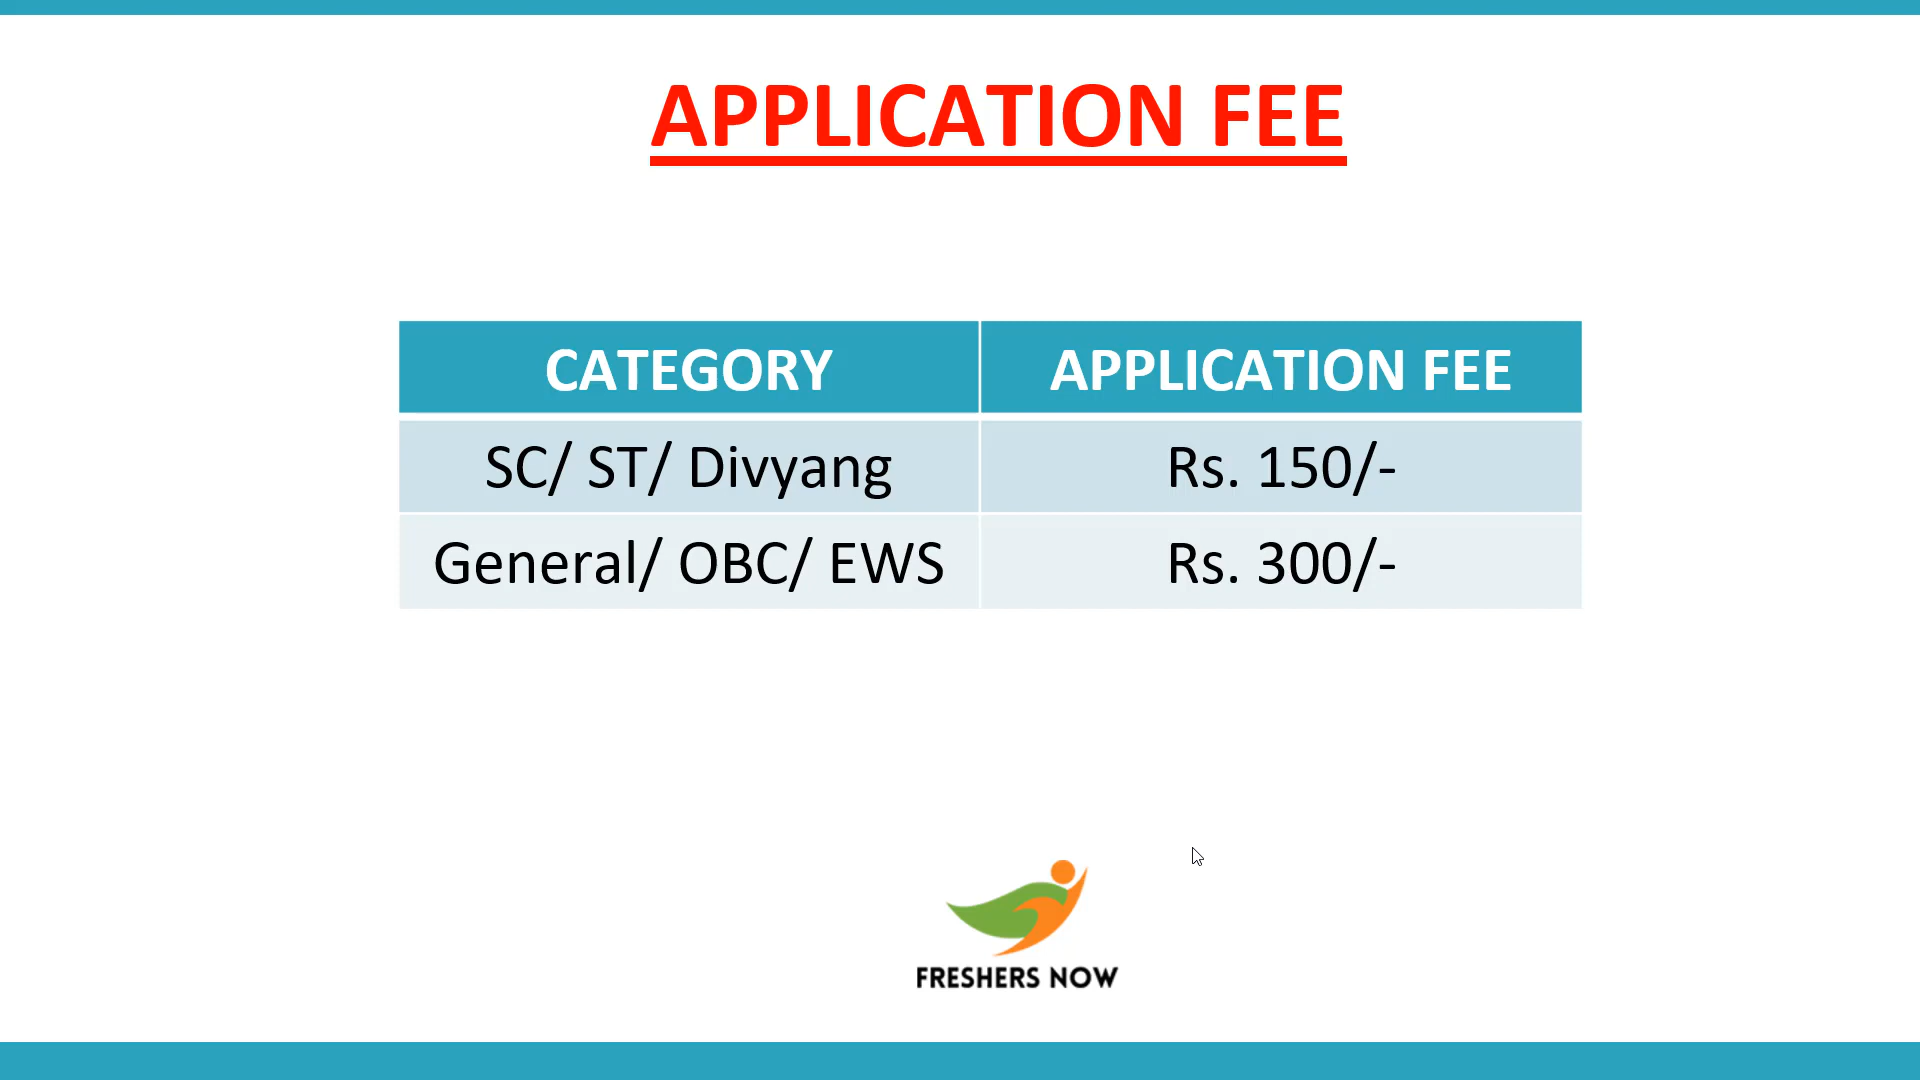 APPLICATION FEE
CATEGORY APPLICATION FEE
SC/ ST/ Divyang Rs. 150/-
General/ OBC/ EWS Rs. 300/-
FRESHERS NOW